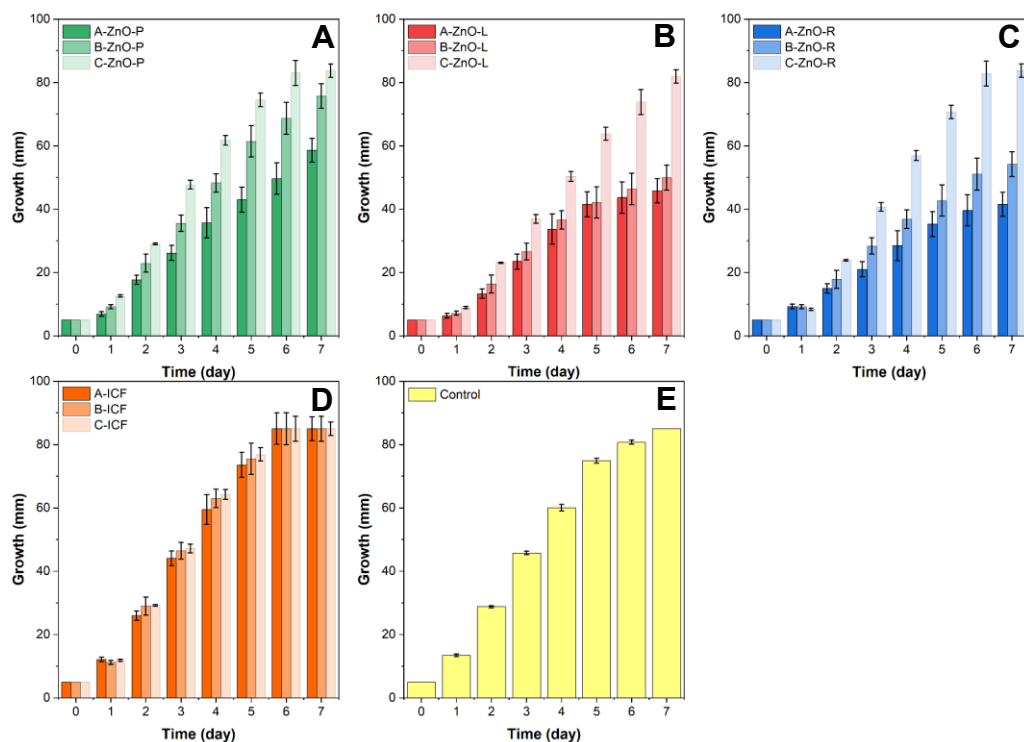 A
A-ZnO-P
B-ZnO-P
C-ZnO-P
100
80
60
40
20
0
Growth (mm)
0 1 2 3 4 5 6 7
Time (day)
B
A-ZnO-L
B-ZnO-L
C-ZnO-L
100
80
60
40
20
0
Growth (mm)
0 1 2 3 4 5 6 7
Time (day)
C
A-ZnO-R
B-ZnO-R
C-ZnO-R
100
80
60
40
20
0
Growth (mm)
0 1 2 3 4 5 6 7
Time (day)
D
A-ICF
B-ICF
C-ICF
100
80
60
40
20
0
Growth (mm)
0 1 2 3 4 5 6 7
Time (day)
E
Control
100
80
60
40
20
0
Growth (mm)
0 1 2 3 4 5 6 7
Time (day)